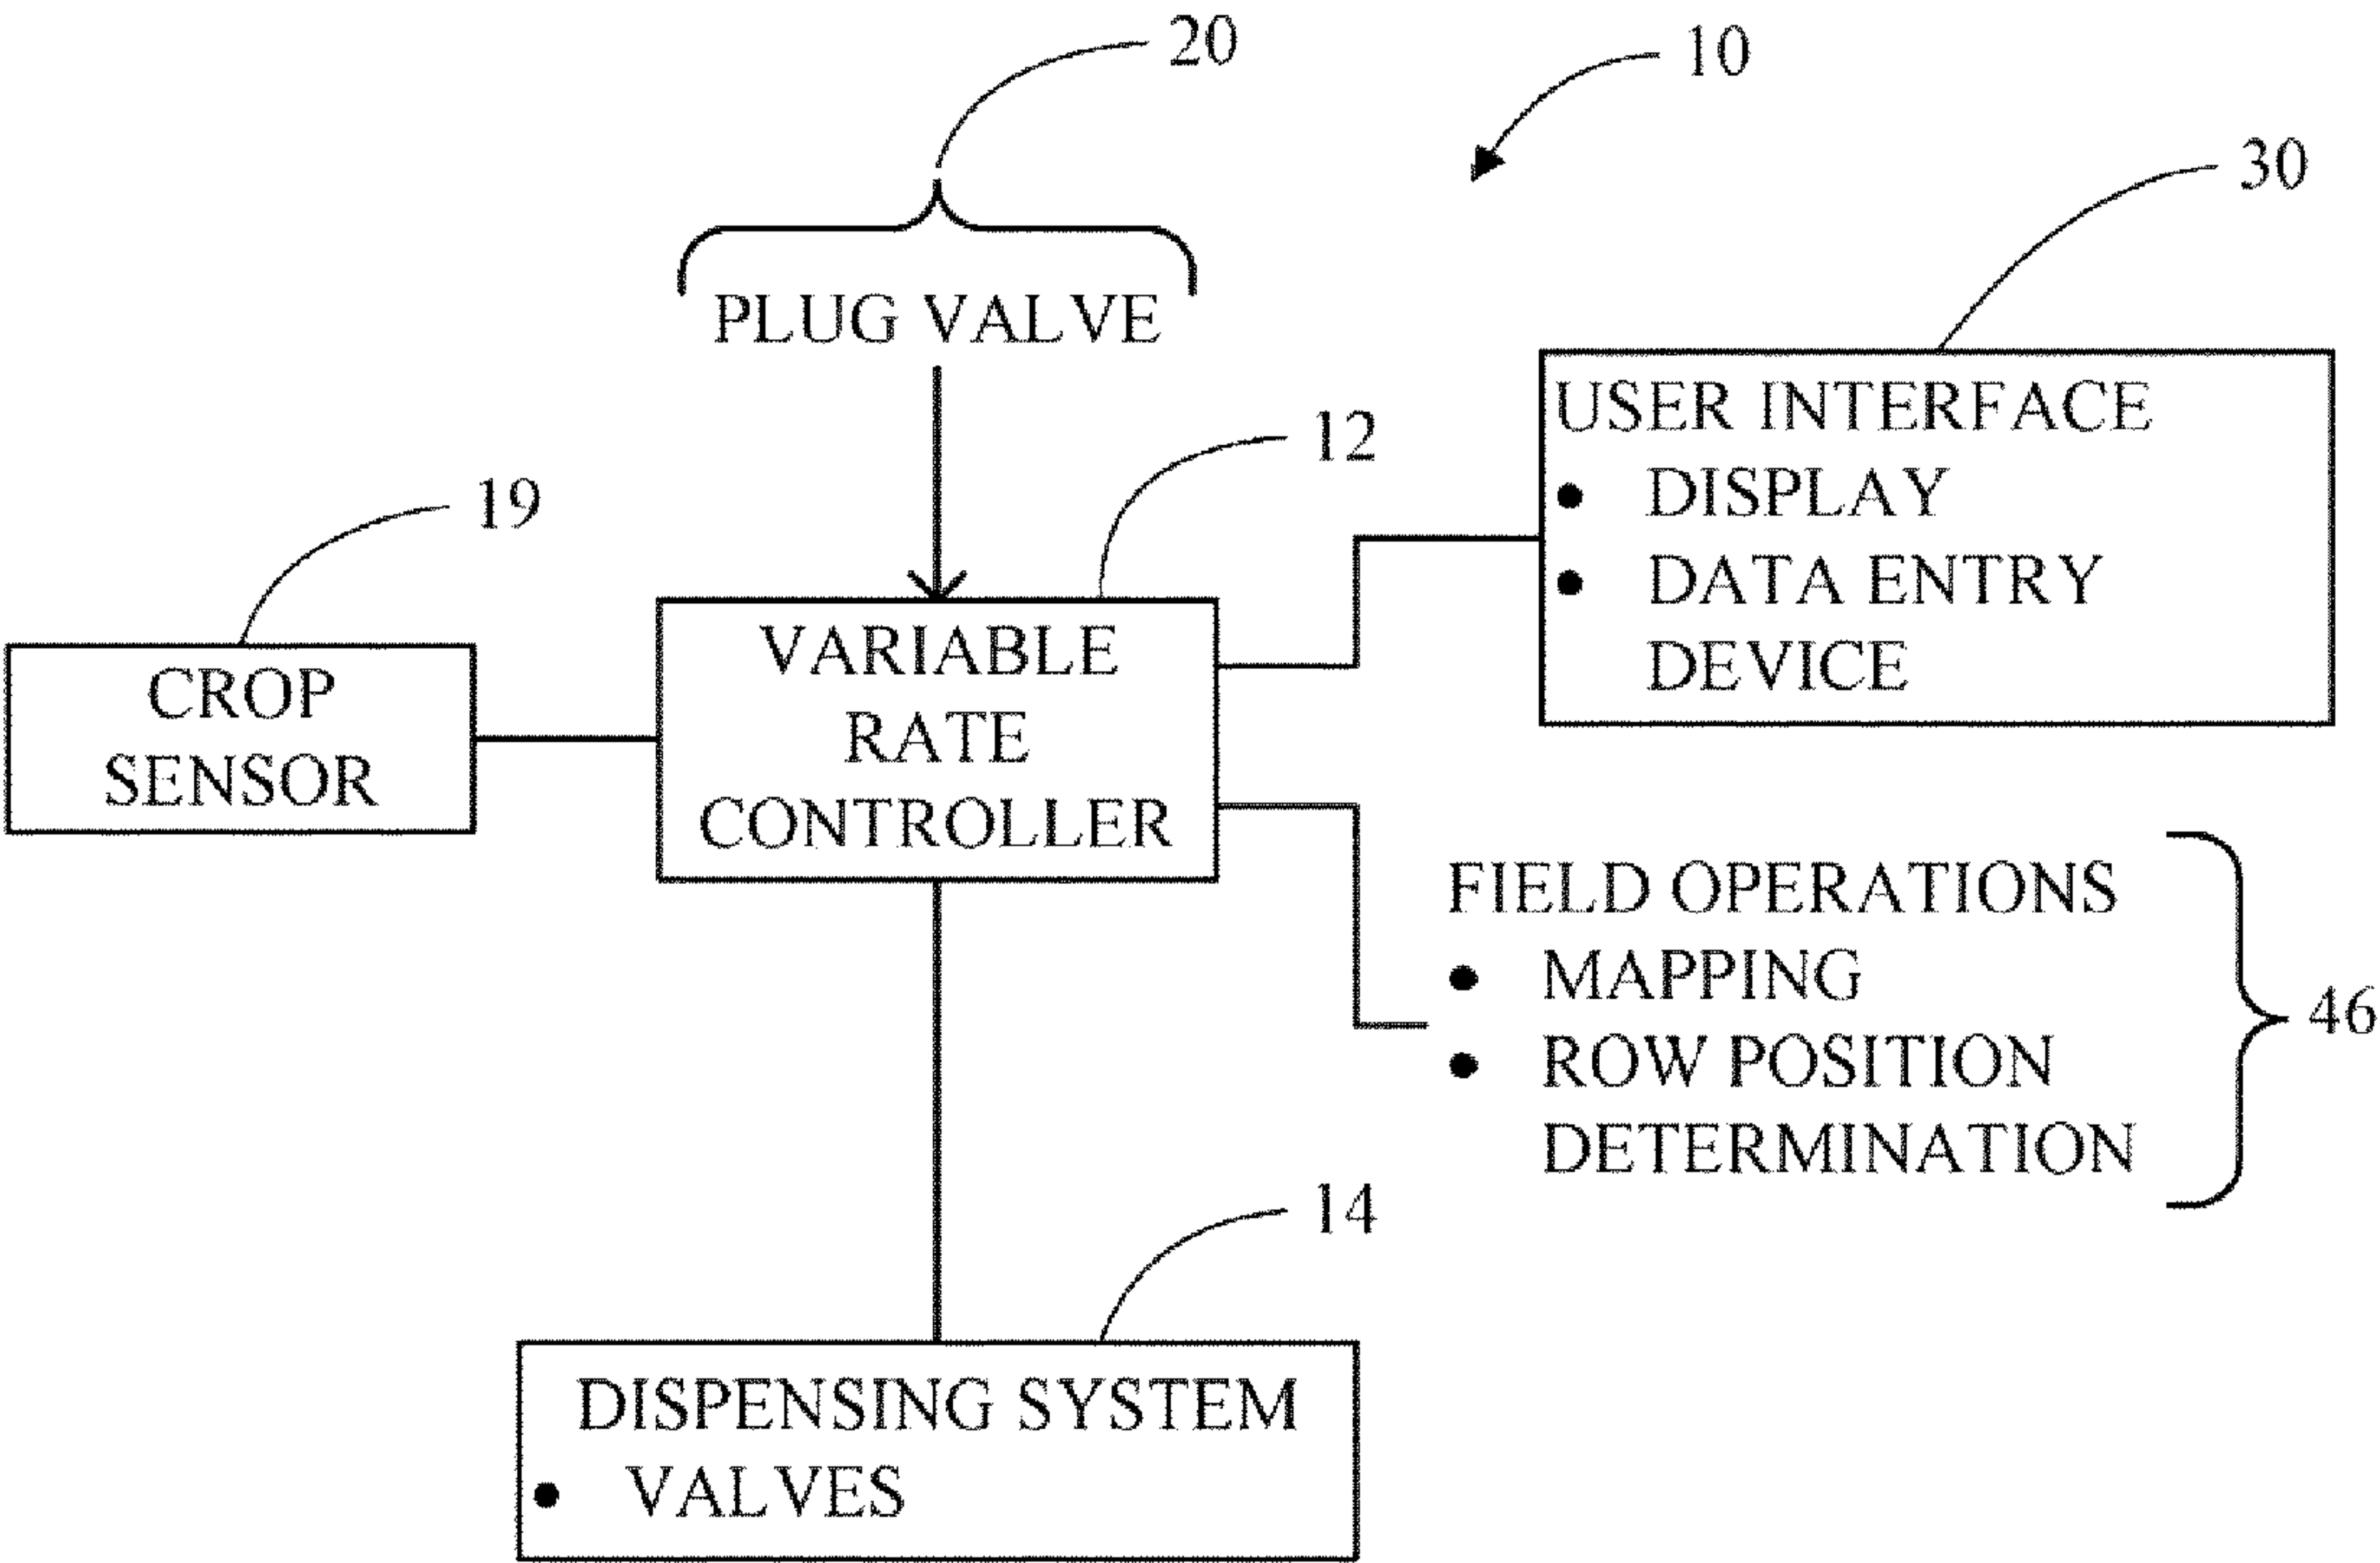 20
10
30
PLUG VALVE
12
USER INTERFACE
• DISPLAY
• DATA ENTRY
DEVICE
19
CROP
SENSOR
VARIABLE
RATE
CONTROLLER
FIELD OPERATIONS
• MAPPING
• ROW POSITION
DETERMINATION
46
14
DISPENSING SYSTEM
• VALVES